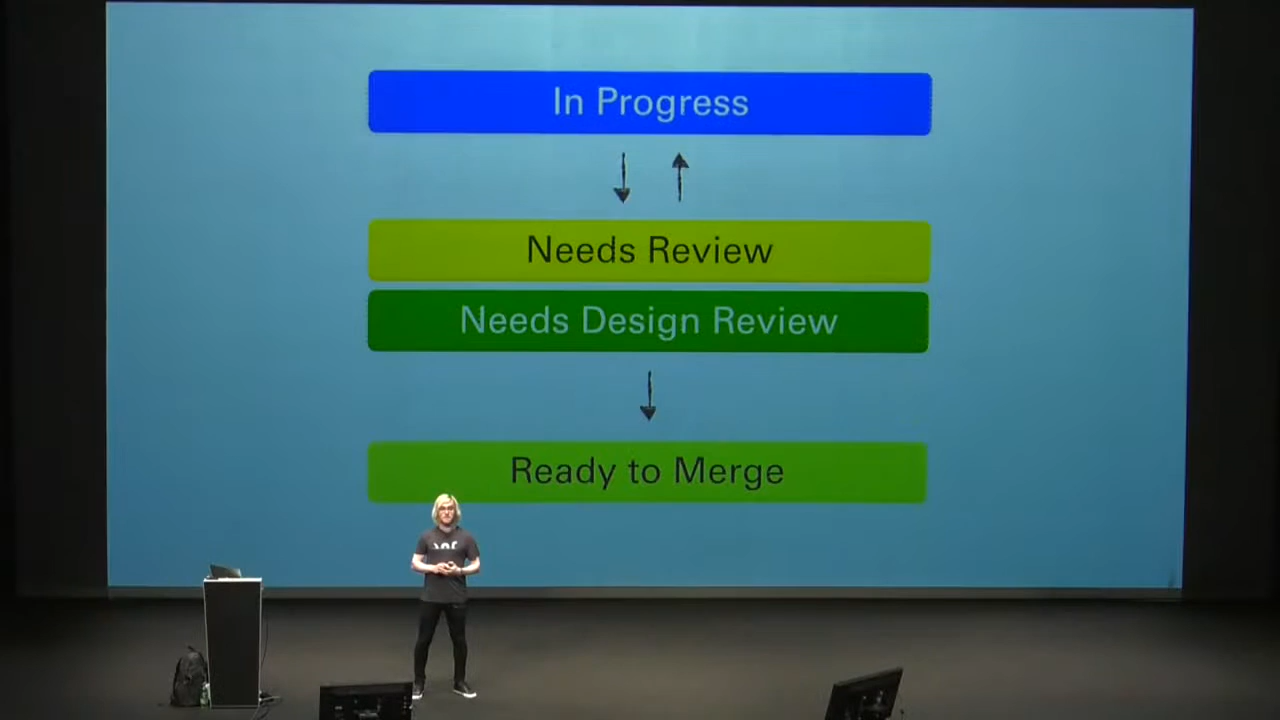 In Progress
Needs Review
Needs Design Review
Ready to Merge